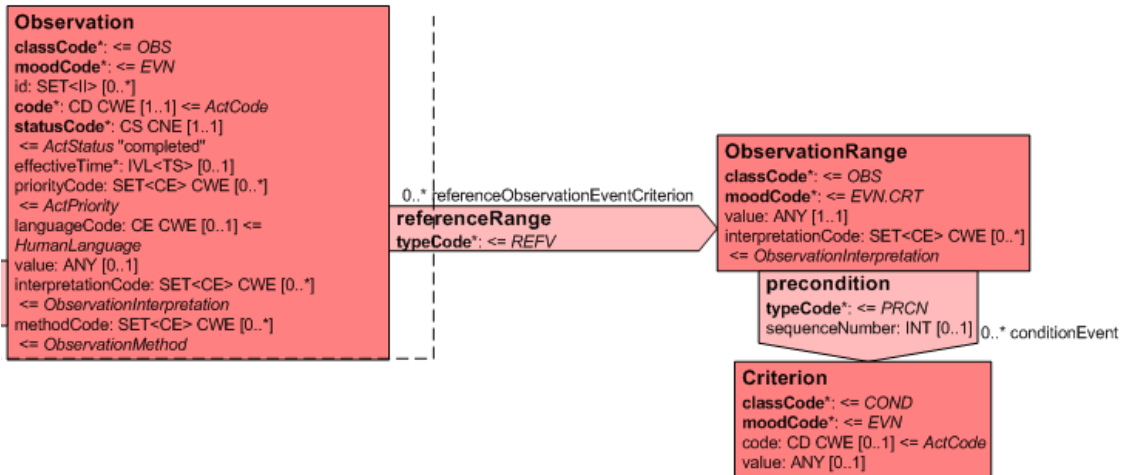 Observation
classCode*: <= OBS
moodCode*: <= EVN
id: SET<II> [0..*]
code*: CD CWE [1..1] <= ActCode
statusCode*: CS CNE [1..1]
<= ActStatus "completed"
effectiveTime*: IVL<TS> [0..1]
priorityCode: SET<CE> CWE [0..*]
<= ActPriority
languageCode: CE CWE [0..1] <=
HumanLanguage
value: ANY [0..1]
interpretationCode: SET<CE> CWE [0..*]
<= ObservationInterpretation
methodCode: SET<CE> CWE [0..*]
<= ObservationMethod
0..* referenceObservationEventCriterion
referenceRange
typeCode*: <= REFV
ObservationRange
classCode*: <= OBS
moodCode*: <= EVN.CRT
value: ANY [1..1]
interpretationCode: SET<CE> CWE [0..*]
<= ObservationInterpretation
precondition
typeCode*: <= PRCN
sequenceNumber: INT [0..1]
0..* conditionEvent
Criterion
classCode*: <= COND
moodCode*: <= EVN
code: CD CWE [0..1] <= ActCode
value: ANY [0..1]